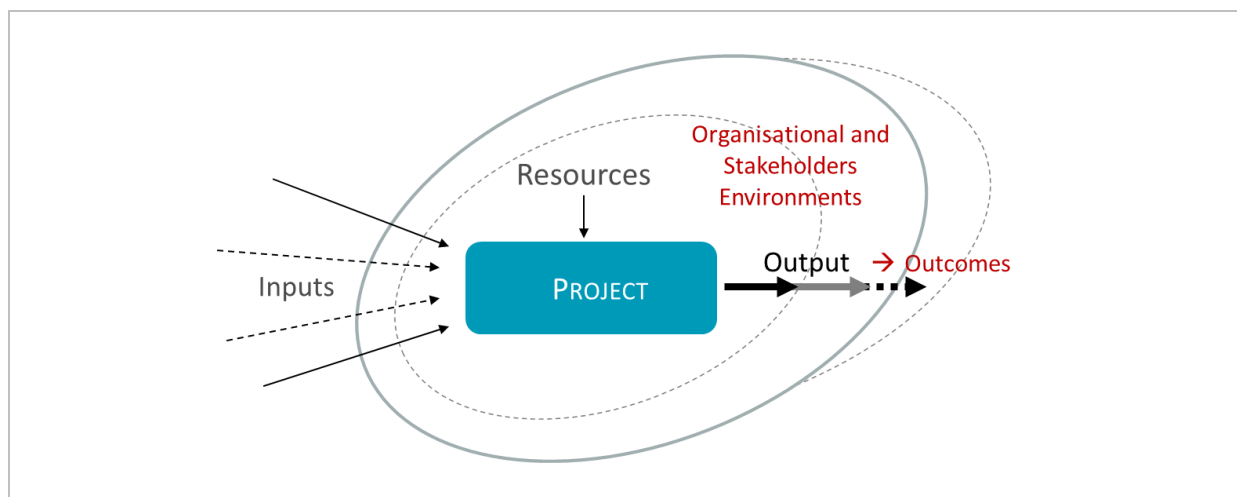 Organisational and
Stakeholders
Environments
Resources
Inputs
PROJECT
Output → Outcomes